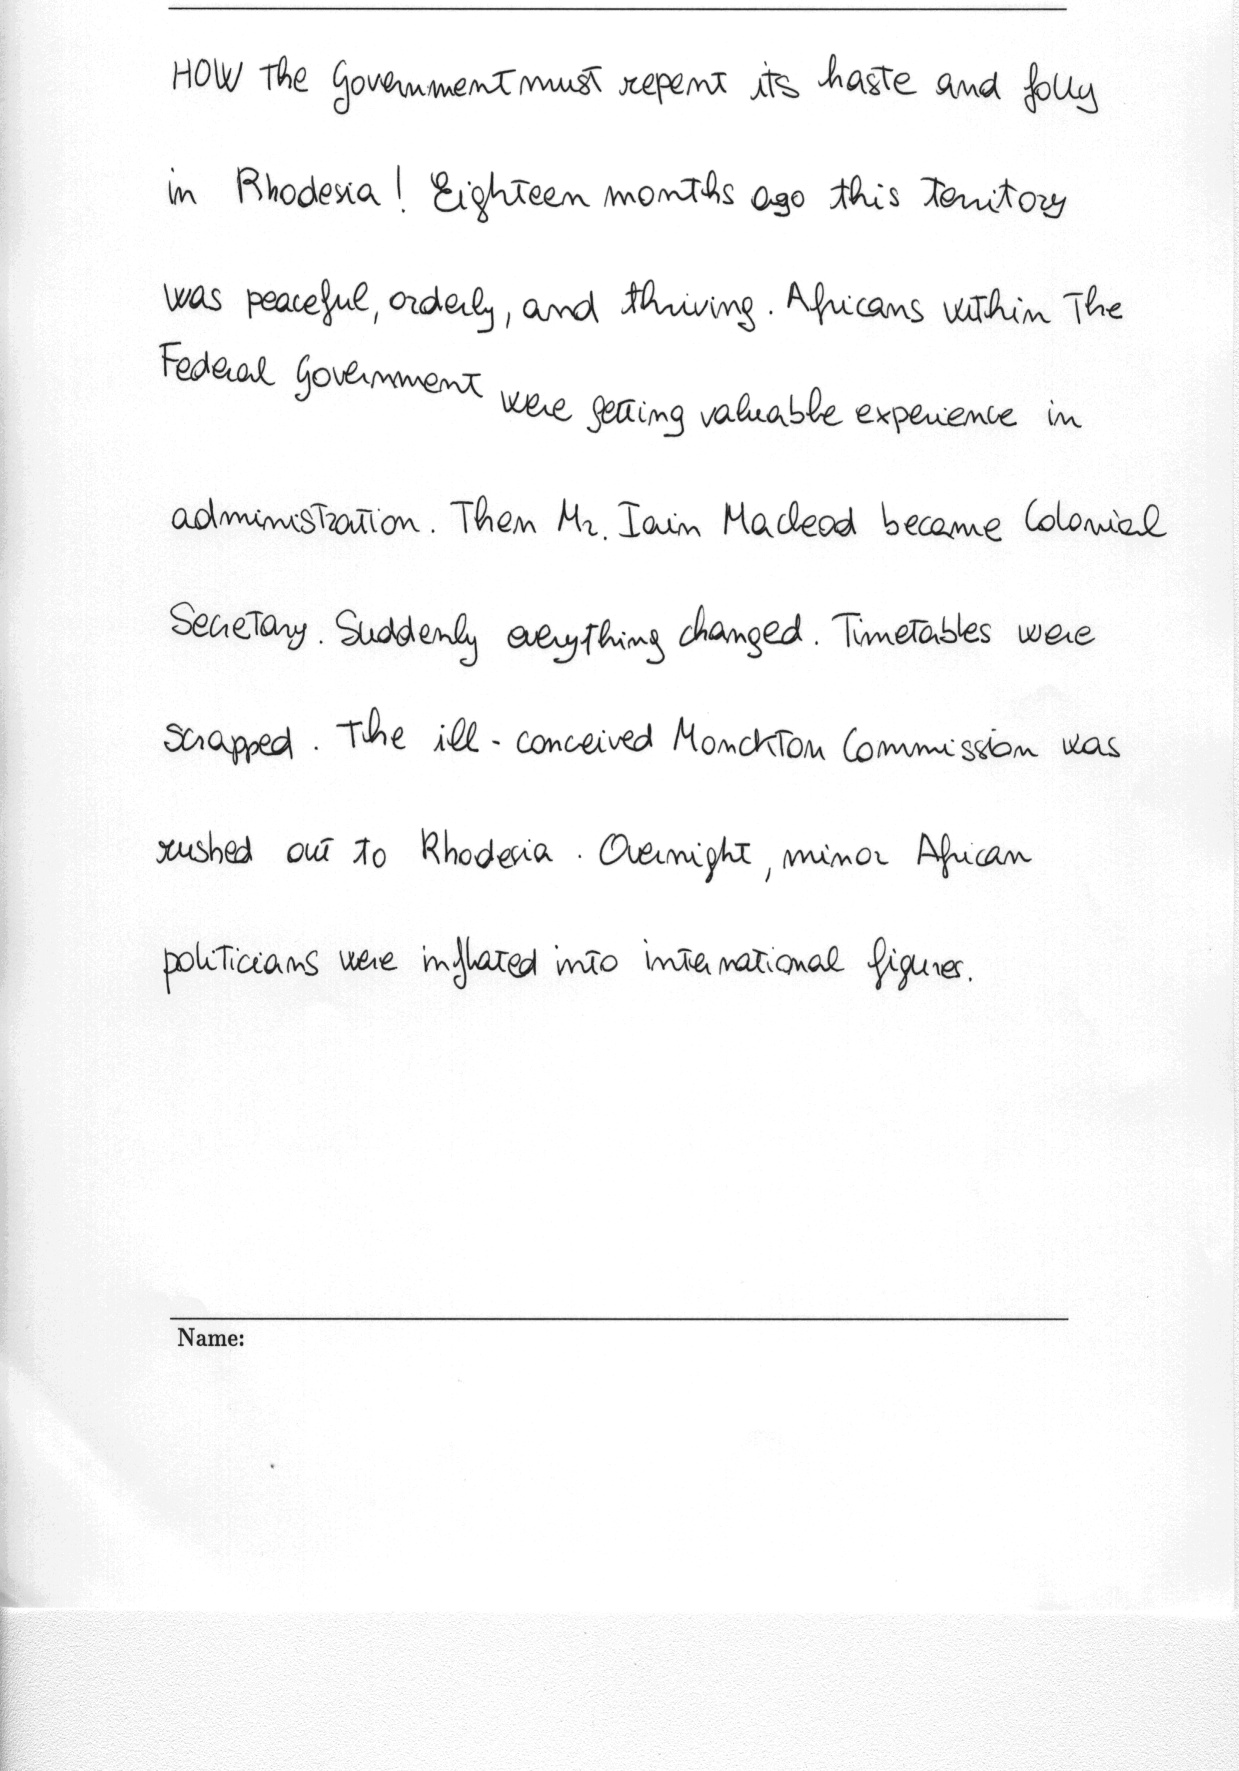 HOW the Government must repent its haste and folly
in Rhodesia! Eighteen months ago this territory
was peaceful, orderly, and thriving. Africans within the
Federal Government were getting valuable experience in
administration. Then Mr. Iain Macleod became Colonial
Secretary. Suddenly everything changed. Timetables were
scrapped. The ill-conceived Monckton Commission was
rushed out to Rhodesia. Overnight, minor African
politicians were inflated into international figures.
Name: